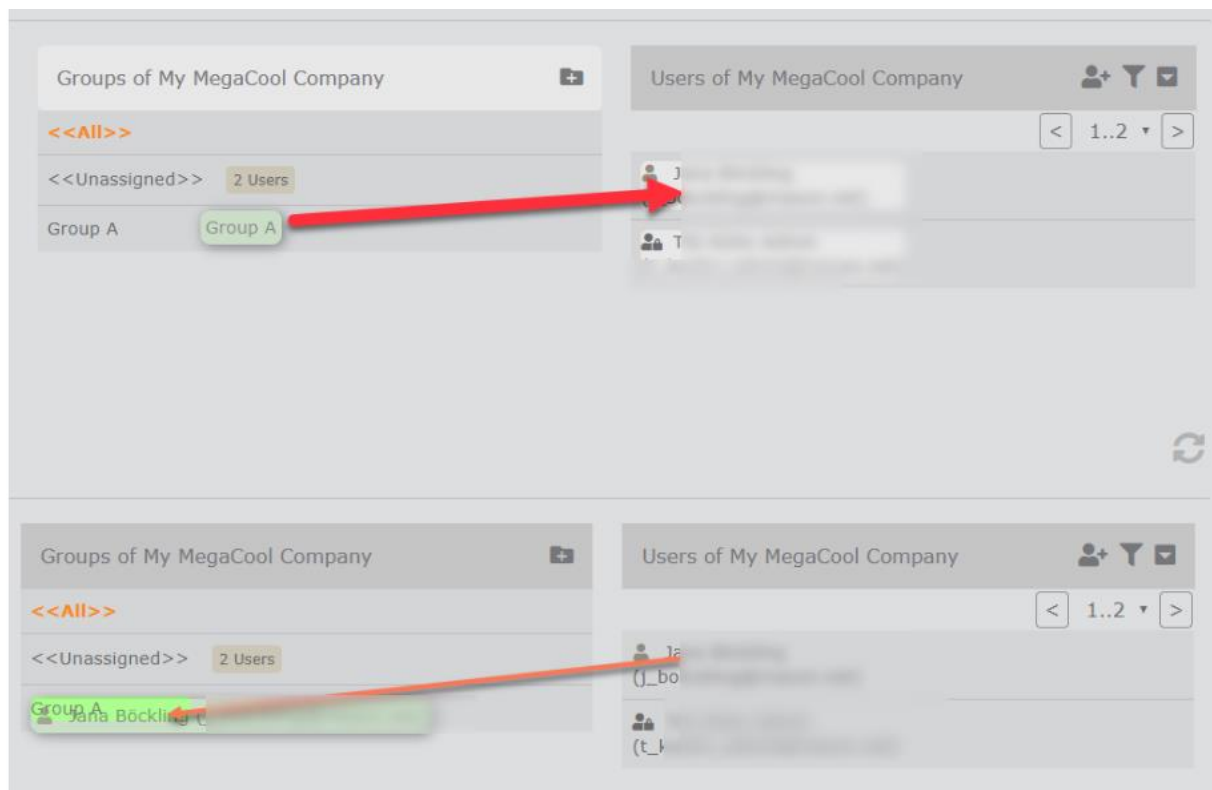 Groups of My MegaCool Company
Users of My MegaCool Company
<<All>>
< 1..2 >
<<Unassigned>> 2 Users
J
Group A Group A
T
Groups of My MegaCool Company
Users of My MegaCool Company
<<All>>
< 1..2 >
<<Unassigned>> 2 Users
(j_bo
Group A
Jana Böckling (
(t_k